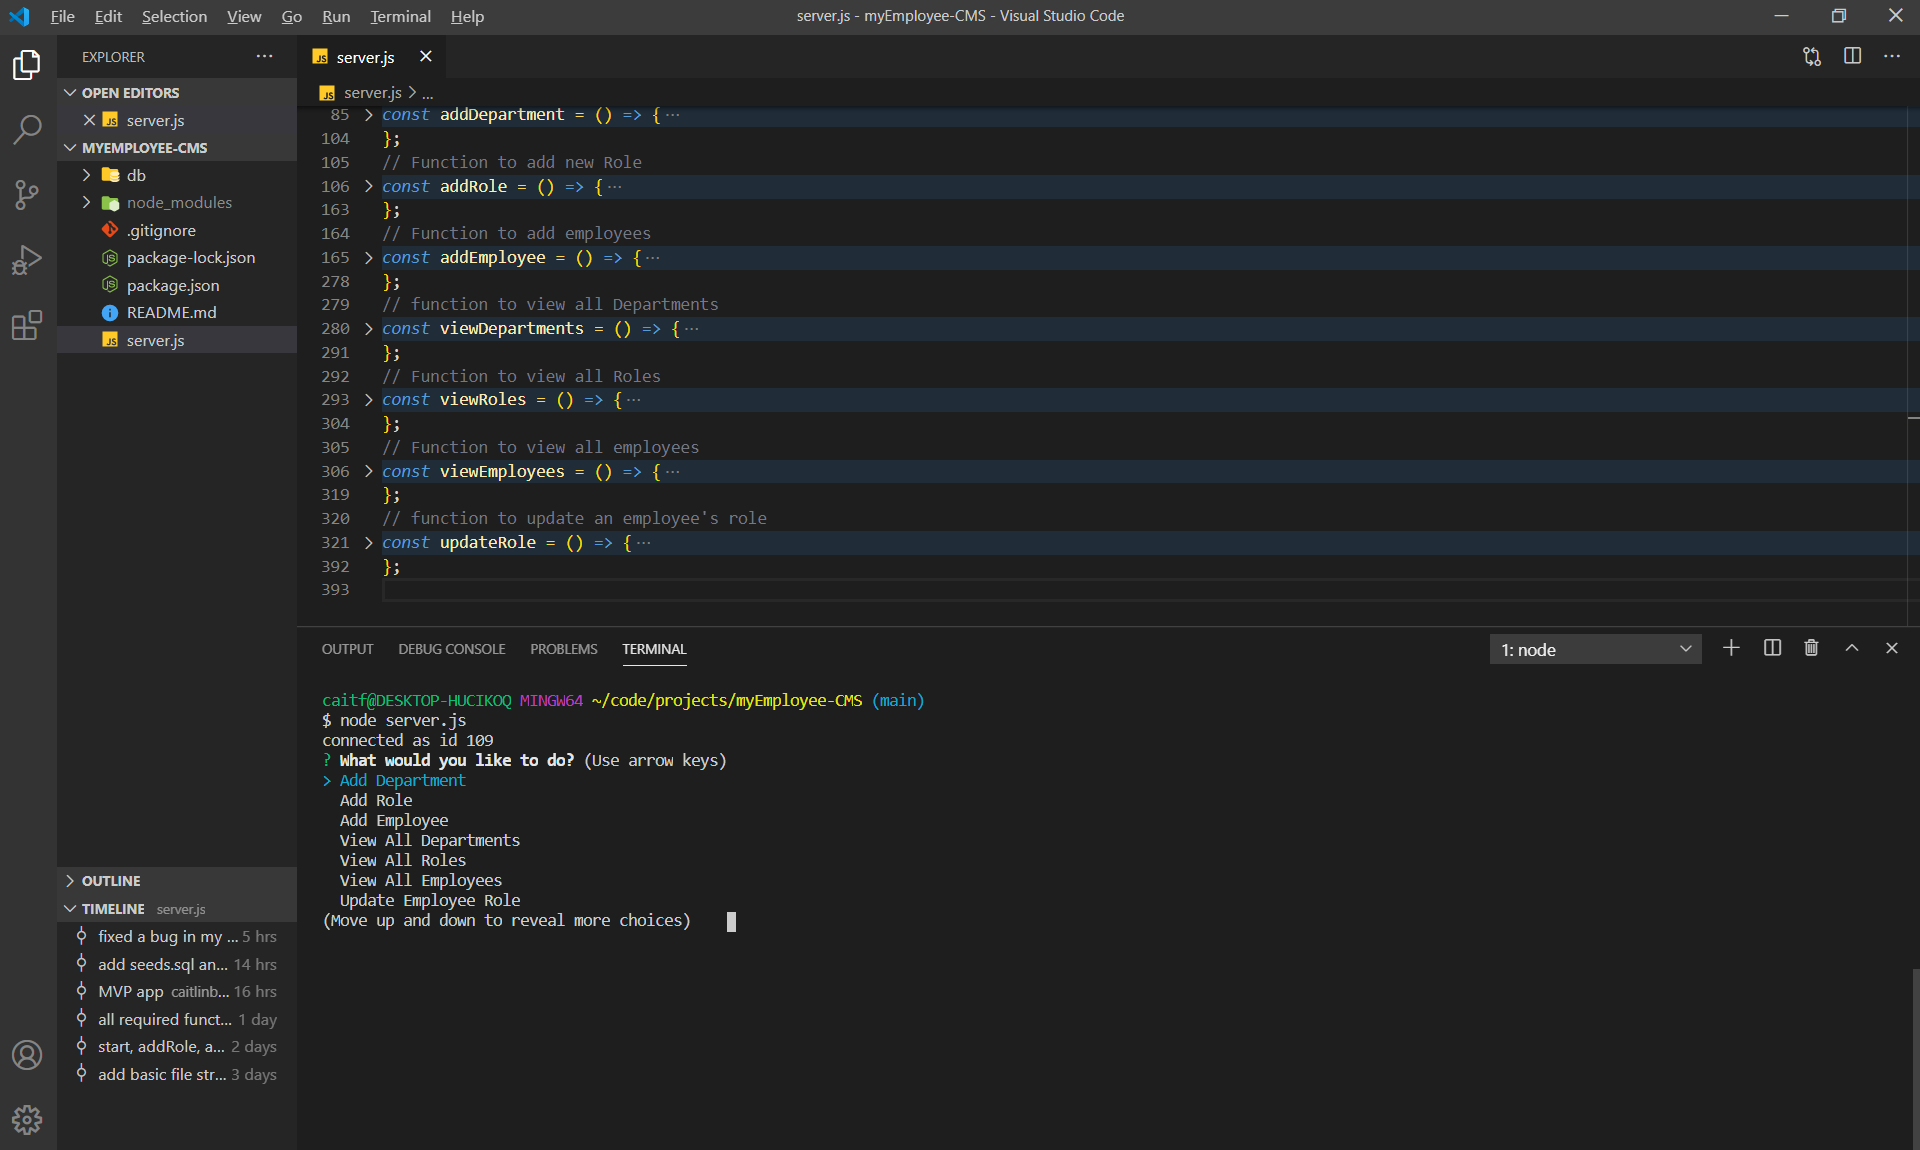 File Edit Selection View Go Run Terminal Help
server.js - myEmployee-CMS - Visual Studio Code
EXPLORER
OPEN EDITORS
JS server.js
MYEMPLOYEE-CMS
db
node_modules
.gitignore
package-lock.json
package.json
README.md
JS server.js
OUTLINE
TIMELINE server.js
fixed a bug in my ... 5 hrs
add seeds.sql an... 14 hrs
MVP app caitlinb... 16 hrs
all required funct... 1 day
start, addRole, a... 2 days
add basic file str... 3 days
JS server.js
JS server.js > ...
85 > const addDepartment = () => { ...
104 };
105 // Function to add new Role
106 > const addRole = () => { ...
163 };
164 // Function to add employees
165 > const addEmployee = () => { ...
278 };
279 // function to view all Departments
280 > const viewDepartments = () => { ...
291 };
292 // Function to view all Roles
293 > const viewRoles = () => { ...
304 };
305 // Function to view all employees
306 > const viewEmployees = () => { ...
319 };
320 // function to update an employee's role
321 > const updateRole = () => { ...
392 };
393
OUTPUT DEBUG CONSOLE PROBLEMS TERMINAL
1: node
caitf@DESKTOP-HUCIKOQ MINGW64 ~/code/projects/myEmployee-CMS (main)
$ node server.js
connected as id 109
? What would you like to do? (Use arrow keys)
> Add Department
Add Role
Add Employee
View All Departments
View All Roles
View All Employees
Update Employee Role
(Move up and down to reveal more choices)